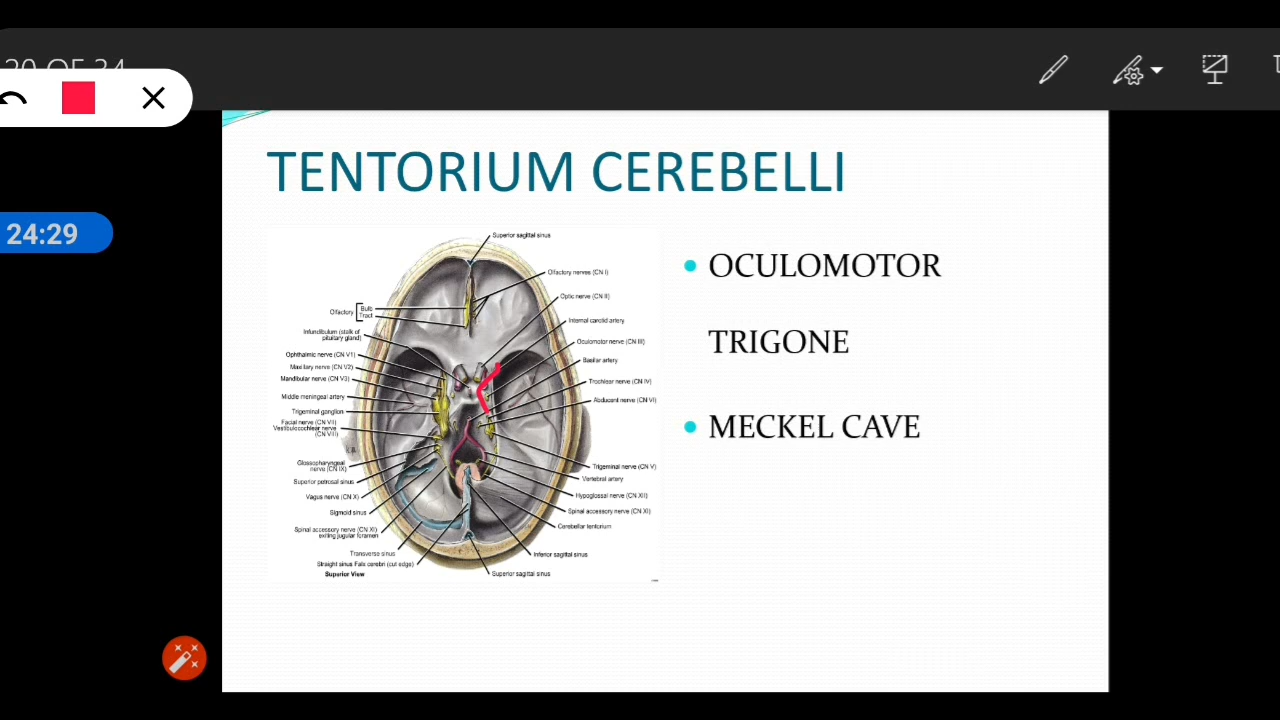 20 OF 34
24:29
TENTORIUM CEREBELLI
Superior sagittal sinus
Olfactory nerves (CN I)
Optic nerve (CN II)
Internal carotid artery
Oculomotor nerve (CN III)
Basilar artery
Trochlear nerve (CN IV)
Abducent nerve (CN VI)
Trigeminal nerve (CN V)
Vertebral artery
Hypoglossal nerve (CN XII)
Spinal accessory nerve (CN XI)
Cerebellar tentorium
Inferior sagittal sinus
Superior sagittal sinus
Olfactory
Bulb
Tract
Infundibulum (stalk of
pituitary gland)
Ophthalmic nerve (CN V1)
Maxillary nerve (CN V2)
Mandibular nerve (CN V3)
Middle meningeal artery
Trigeminal ganglion
Facial nerve (CN VII)
Vestibulocochlear nerve
(CN VIII)
Glossopharyngeal
nerve (CN IX)
Superior petrosal sinus
Vagus nerve (CN X)
Sigmoid sinus
Spinal accessory nerve (CN XI)
exiting jugular foramen
Transverse sinus
Straight sinus Falx cerebri (cut edge)
Superior View
OCULOMOTOR
TRIGONE
MECKEL CAVE